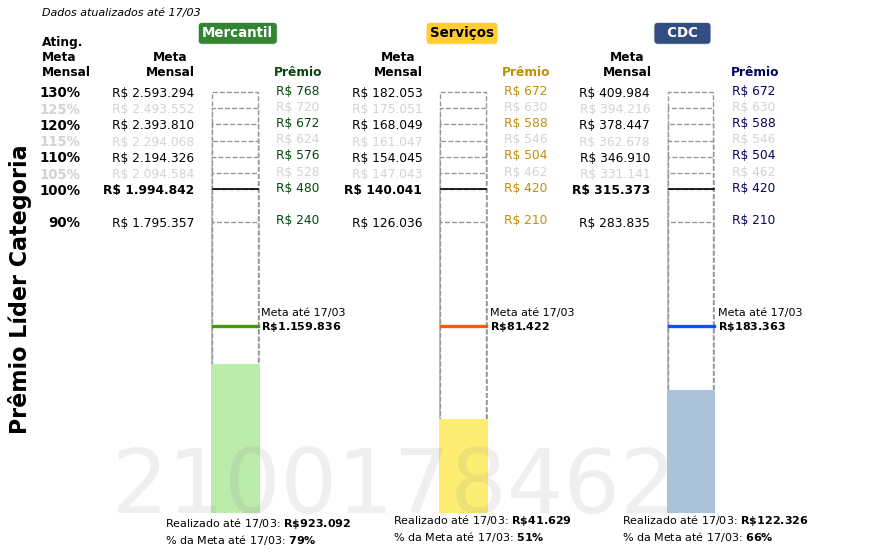 Dados atualizados até 17/03
Mercantil Serviços CDC
Ating. Meta Mensal
Meta Mensal Prêmio Meta Mensal Prêmio Meta Mensal Prêmio
130% R$ 2.593.294 R$ 768 R$ 182.053 R$ 672 R$ 409.984 R$ 672
125% R$ 2.493.552 R$ 720 R$ 175.051 R$ 630 R$ 394.216 R$ 630
120% R$ 2.393.810 R$ 672 R$ 168.049 R$ 588 R$ 378.447 R$ 588
115% R$ 2.294.068 R$ 624 R$ 161.047 R$ 546 R$ 362.678 R$ 546
110% R$ 2.194.326 R$ 576 R$ 154.045 R$ 504 R$ 346.910 R$ 504
105% R$ 2.094.584 R$ 528 R$ 147.043 R$ 462 R$ 331.141 R$ 462
100% R$ 1.994.842 R$ 480 R$ 140.041 R$ 420 R$ 315.373 R$ 420
90% R$ 1.795.357 R$ 240 R$ 126.036 R$ 210 R$ 283.835 R$ 210
Prêmio Líder Categoria
Meta até 17/03 Meta até 17/03 Meta até 17/03
R$1.159.836 R$81.422 R$183.363
2100178462
Realizado até 17/03: R$923.092 Realizado até 17/03: R$41.629 Realizado até 17/03: R$122.326
% da Meta até 17/03: 79% % da Meta até 17/03: 51% % da Meta até 17/03: 66%